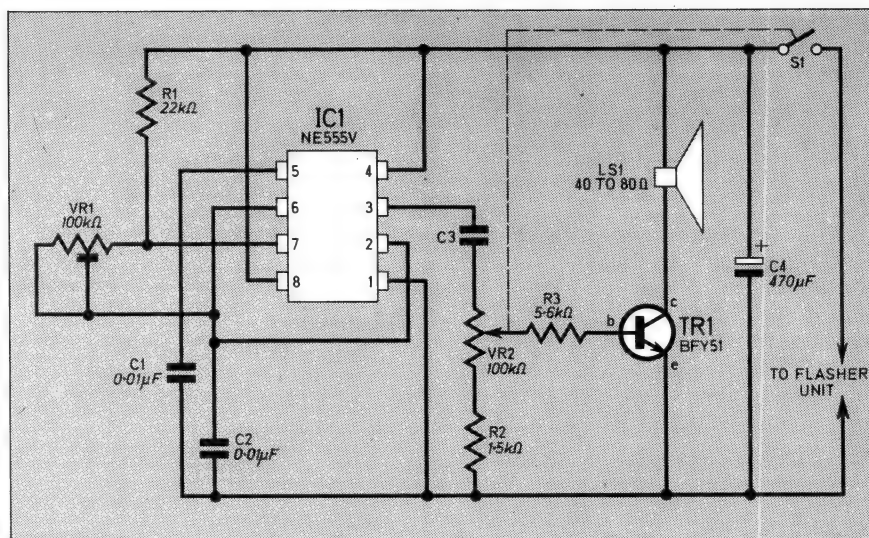 S1
R1
22kΩ
IC1
NE555V
5
4
6
3
7
2
8
1
VR1
100kΩ
C3
LS1
40 TO 80Ω
+
C4
470µF
R3
5·6kΩ
b
c
e
TR1
BFY51
VR2
100kΩ
C1
0·01µF
C2
0·01µF
R2
1·5kΩ
TO FLASHER
UNIT